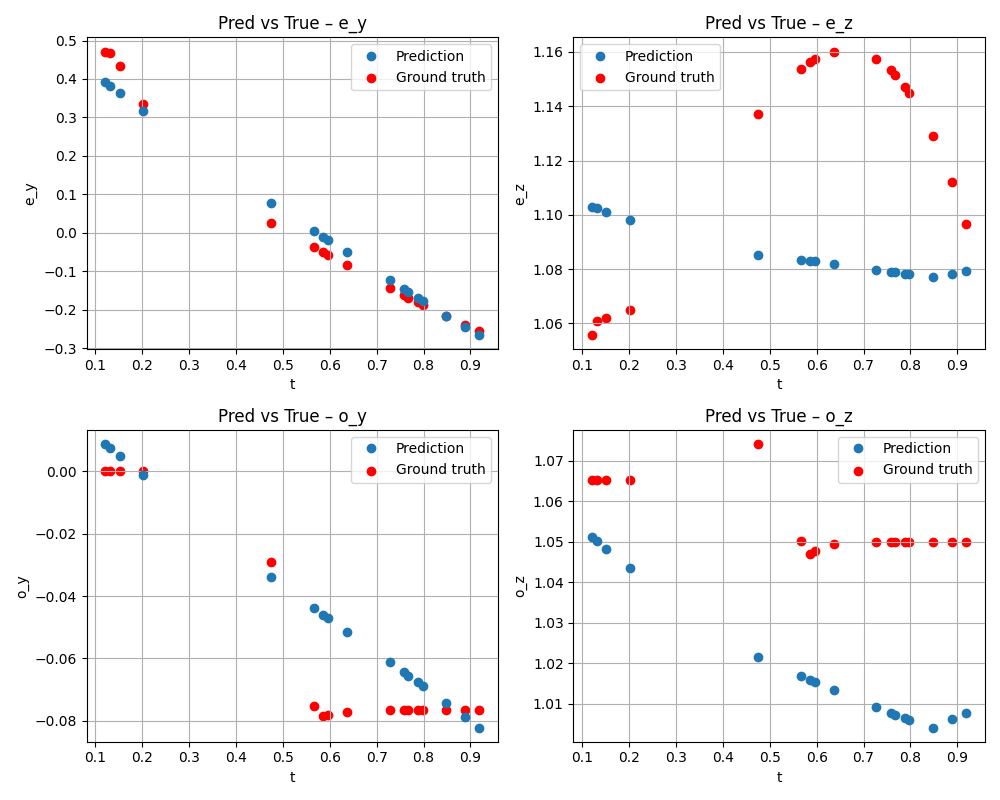 Pred vs True – e_y
0.5
0.4
0.3
0.2
0.1
0.0
−0.1
−0.2
−0.3
e_y
0.1 0.2 0.3 0.4 0.5 0.6 0.7 0.8 0.9
t
Prediction
Ground truth
Pred vs True – e_z
1.16
1.14
1.12
1.10
1.08
1.06
e_z
0.1 0.2 0.3 0.4 0.5 0.6 0.7 0.8 0.9
t
Prediction
Ground truth
Pred vs True – o_y
0.00
−0.02
−0.04
−0.06
−0.08
o_y
0.1 0.2 0.3 0.4 0.5 0.6 0.7 0.8 0.9
t
Prediction
Ground truth
Pred vs True – o_z
1.07
1.06
1.05
1.04
1.03
1.02
1.01
o_z
0.1 0.2 0.3 0.4 0.5 0.6 0.7 0.8 0.9
t
Prediction
Ground truth